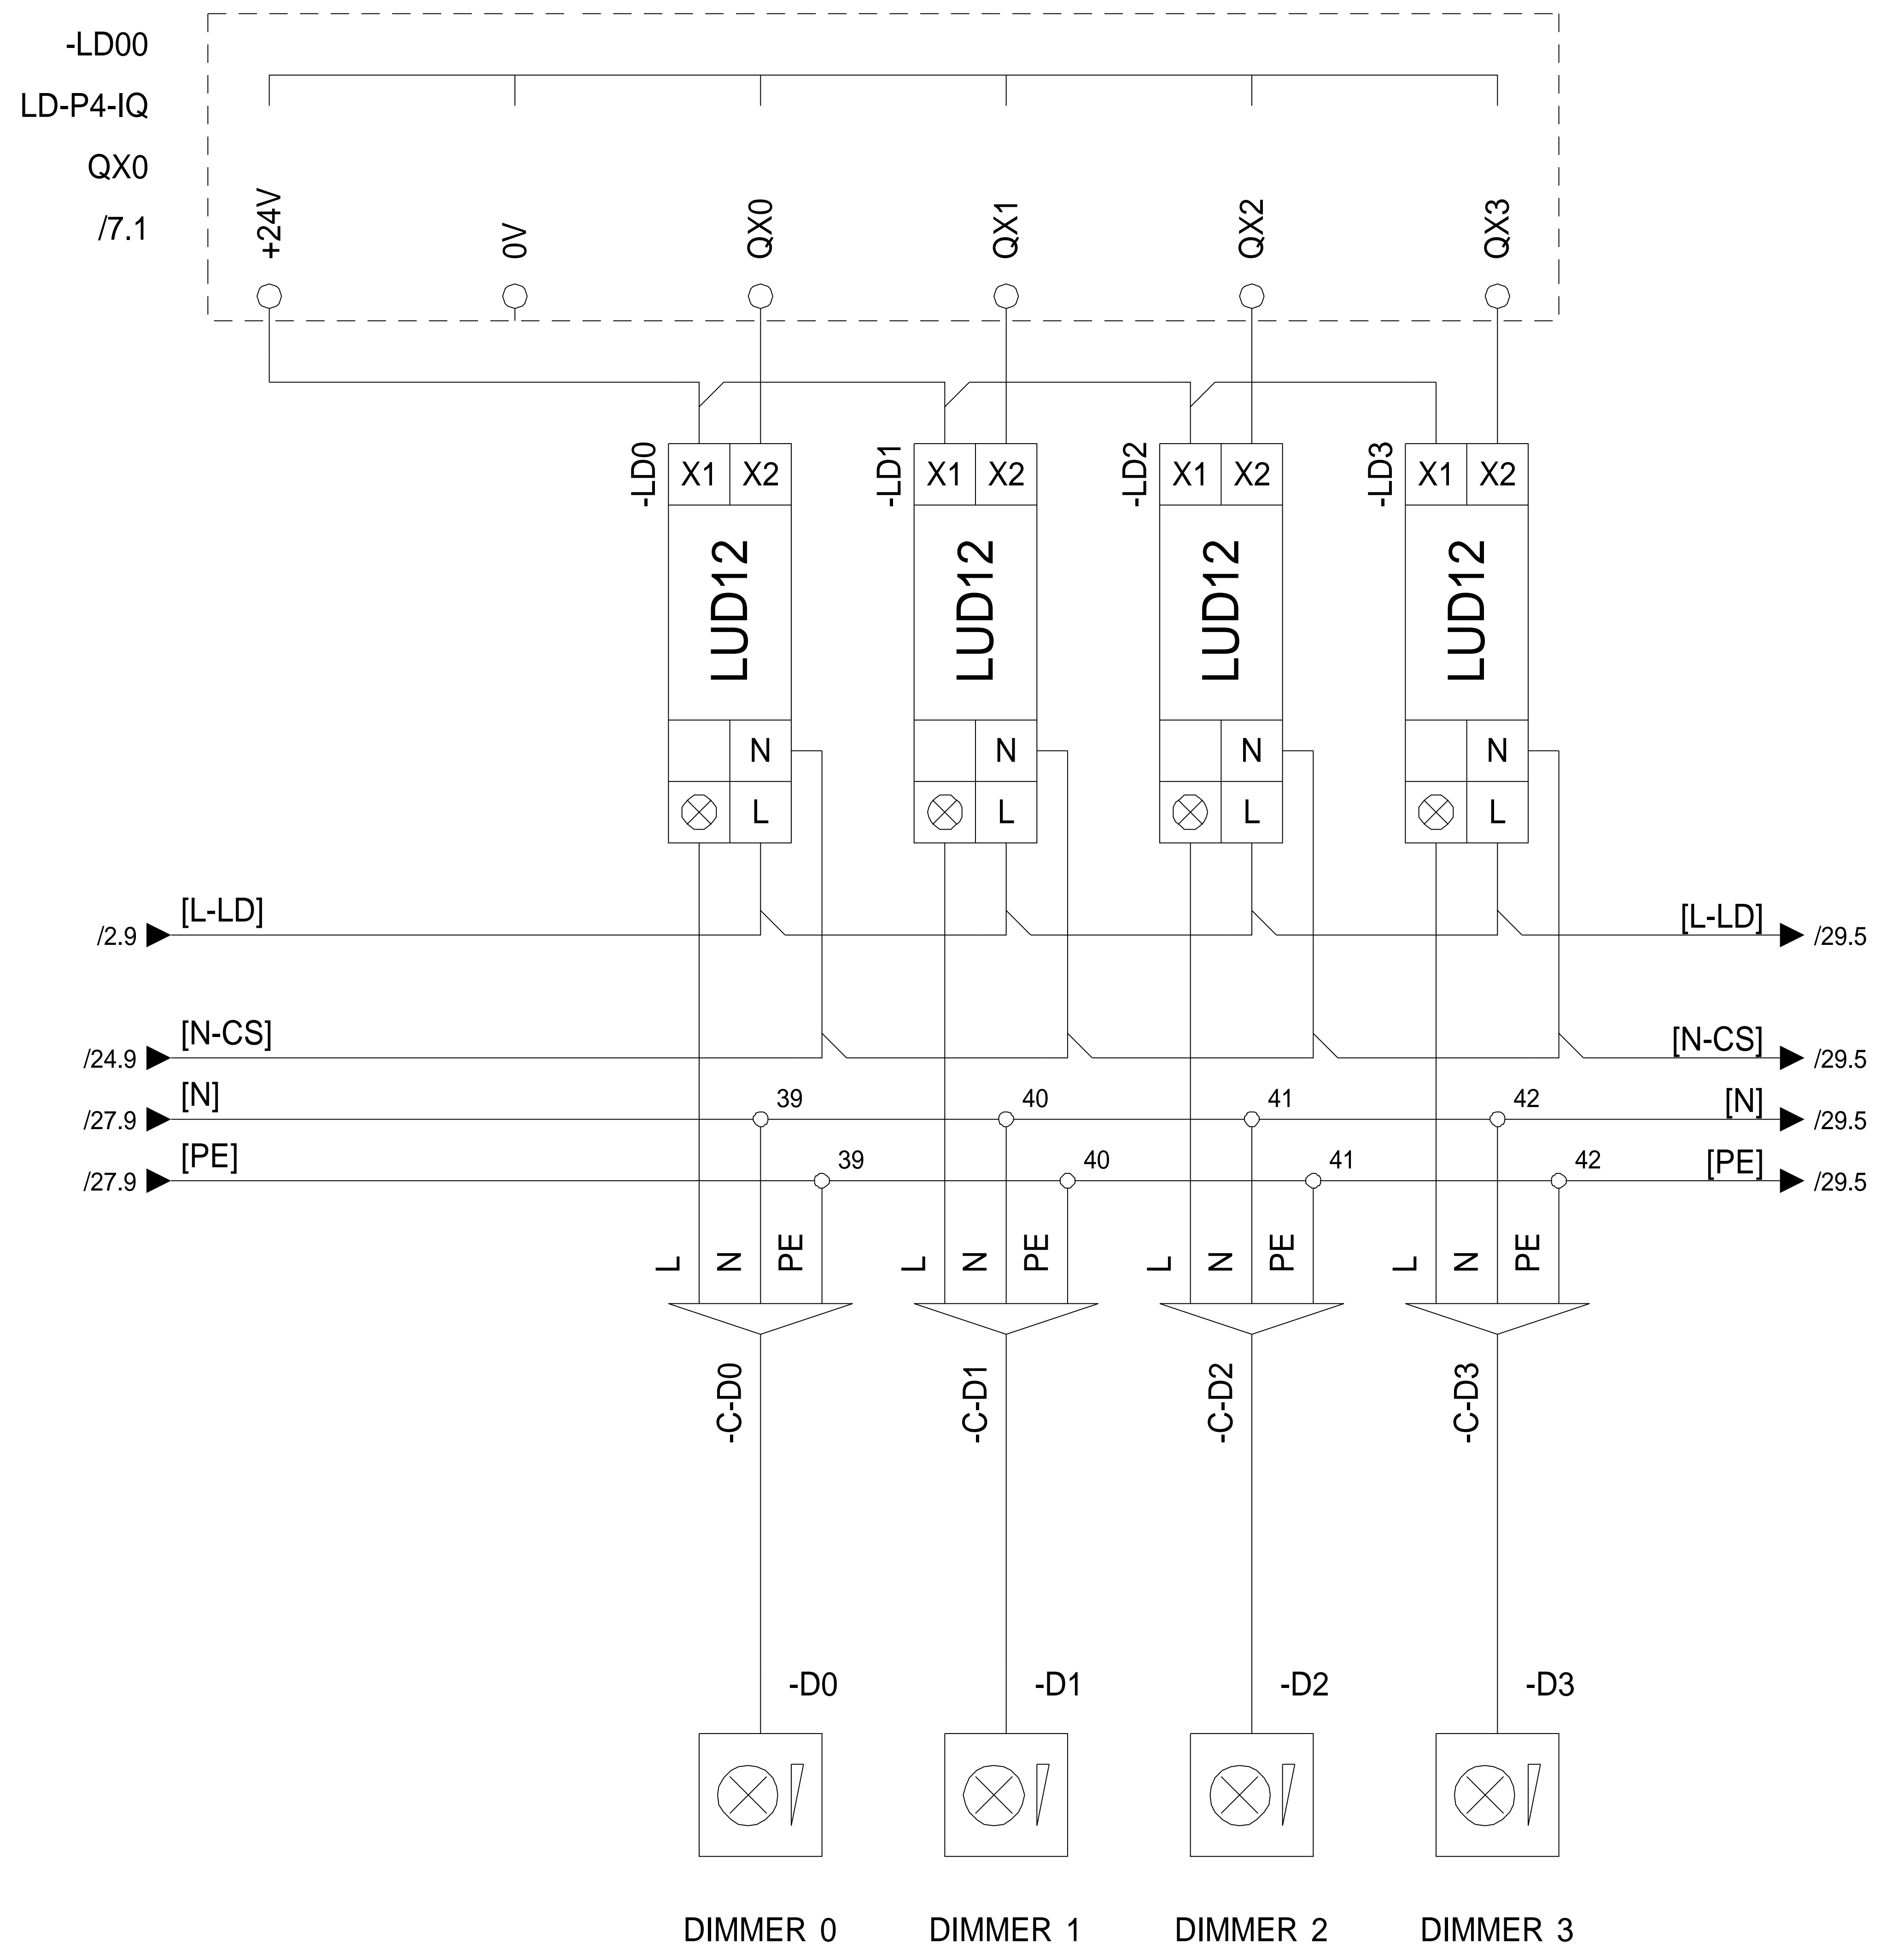 -LD00
LD-P4-IQ
QX0
/7.1
+24V 0V QX0 QX1 QX2 QX3
-LD0 X1 X2 -LD1 X1 X2 -LD2 X1 X2 -LD3 X1 X2
LUD12 LUD12 LUD12 LUD12
N N N N
L L L L
[L-LD] [L-LD]
/2.9 /29.5
[N-CS] [N-CS]
/24.9 /29.5
[N] 39 40 41 42 [N]
/27.9 /29.5
[PE] 39 40 41 42 [PE]
/27.9 /29.5
L N PE L N PE L N PE L N PE
-C-D0 -C-D1 -C-D2 -C-D3
-D0 -D1 -D2 -D3
DIMMER 0 DIMMER 1 DIMMER 2 DIMMER 3